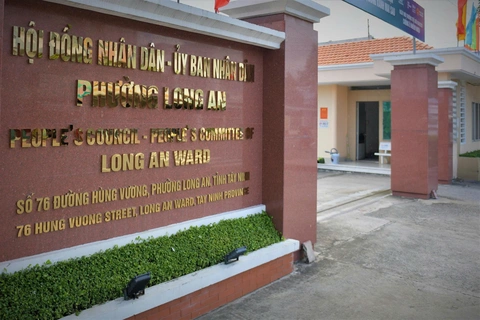 HỘI ĐỒNG NHÂN DÂN - ỦY BAN NHÂN DÂN
PHƯỜNG LONG AN
PEOPLE'S COUNCIL - PEOPLE'S COMMITTEE OF
LONG AN WARD
SỐ 76 ĐƯỜNG HÙNG VƯƠNG, PHƯỜNG LONG AN, TỈNH TÂY NINH
76 HUNG VUONG STREET, LONG AN WARD, TAY NINH PROVINCE